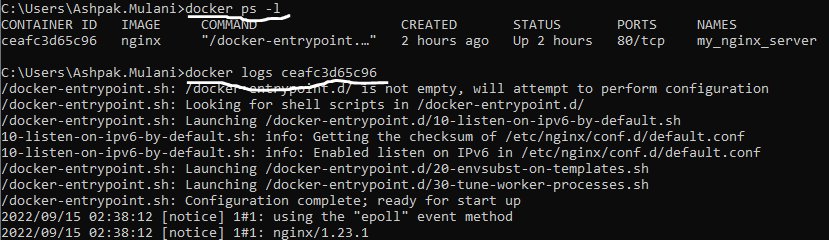 C:\Users\Ashpak.Mulani>docker ps -l
CONTAINER ID   IMAGE     COMMAND                  CREATED       STATUS       PORTS     NAMES
ceafc3d65c96   nginx     "/docker-entrypoint.…"   2 hours ago   Up 2 hours   80/tcp    my_nginx_server
C:\Users\Ashpak.Mulani>docker logs ceafc3d65c96
/docker-entrypoint.sh: /docker-entrypoint.d/ is not empty, will attempt to perform configuration
/docker-entrypoint.sh: Looking for shell scripts in /docker-entrypoint.d/
/docker-entrypoint.sh: Launching /docker-entrypoint.d/10-listen-on-ipv6-by-default.sh
10-listen-on-ipv6-by-default.sh: info: Getting the checksum of /etc/nginx/conf.d/default.conf
10-listen-on-ipv6-by-default.sh: info: Enabled listen on IPv6 in /etc/nginx/conf.d/default.conf
/docker-entrypoint.sh: Launching /docker-entrypoint.d/20-envsubst-on-templates.sh
/docker-entrypoint.sh: Launching /docker-entrypoint.d/30-tune-worker-processes.sh
/docker-entrypoint.sh: Configuration complete; ready for start up
2022/09/15 02:38:12 [notice] 1#1: using the "epoll" event method
2022/09/15 02:38:12 [notice] 1#1: nginx/1.23.1